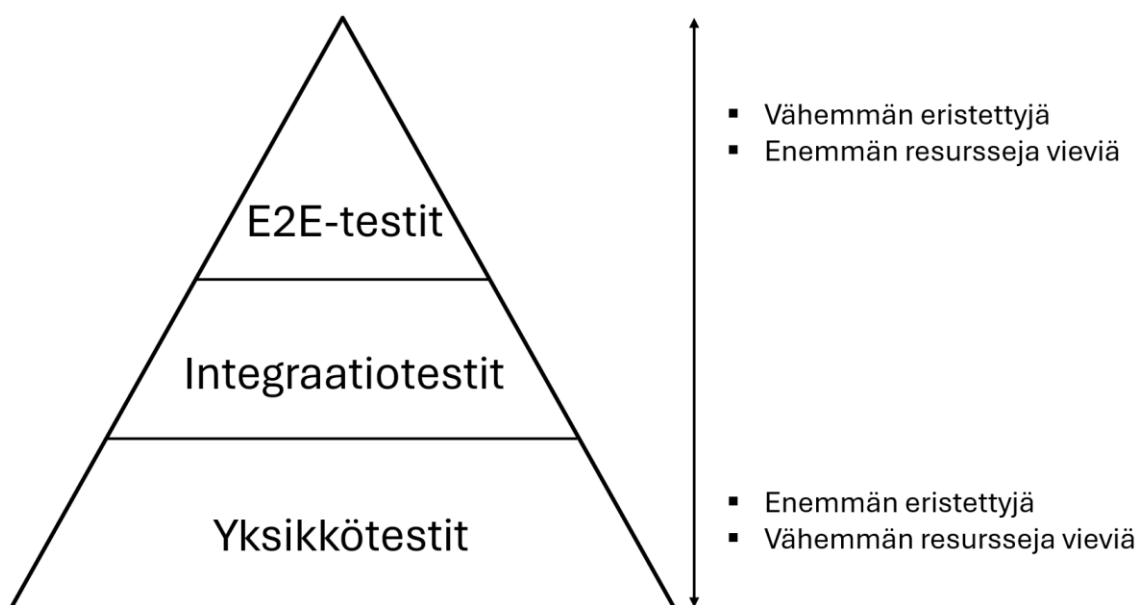 E2E-testit
Integraatiotestit
Yksikkötestit
▪ Vähemmän eristettyjä
▪ Enemmän resursseja vieviä
▪ Enemmän eristettyjä
▪ Vähemmän resursseja vieviä